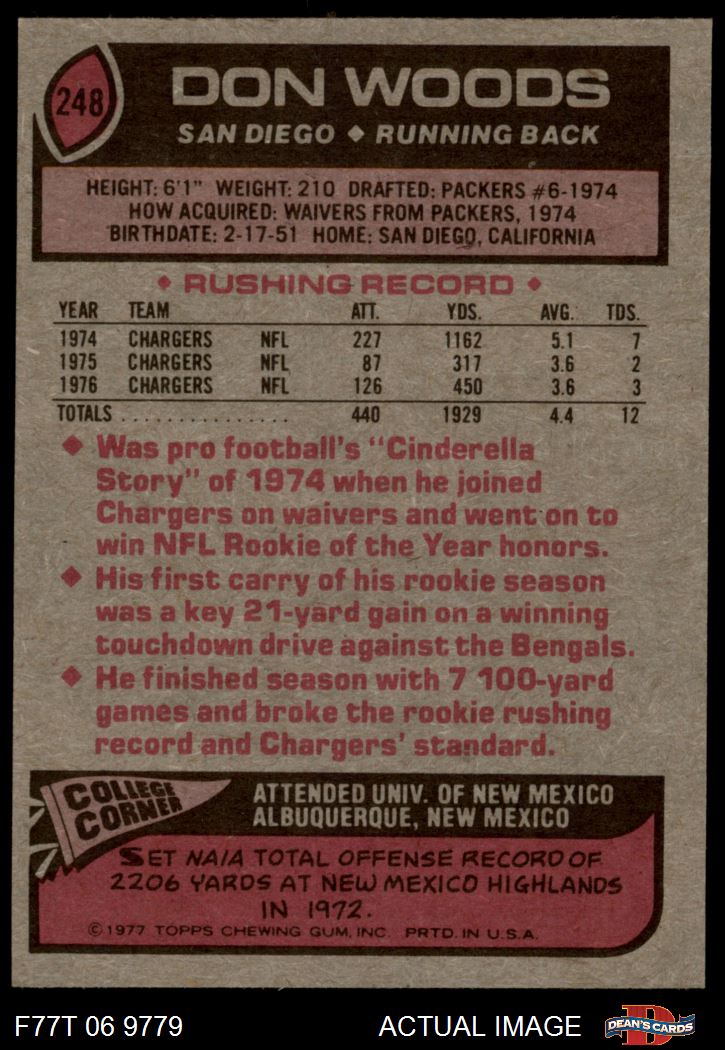 248
DON WOODS
SAN DIEGO ◆ RUNNING BACK
HEIGHT: 6'1" WEIGHT: 210 DRAFTED: PACKERS #6-1974
HOW ACQUIRED: WAIVERS FROM PACKERS, 1974
BIRTHDATE: 2-17-51 HOME: SAN DIEGO, CALIFORNIA
◆ RUSHING RECORD ◆
YEAR TEAM ATT. YDS. AVG. TDS.
1974 CHARGERS NFL 227 1162 5.1 7
1975 CHARGERS NFL 87 317 3.6 2
1976 CHARGERS NFL 126 450 3.6 3
TOTALS ................ 440 1929 4.4 12
◆ Was pro football's "Cinderella
Story" of 1974 when he joined
Chargers on waivers and went on to
win NFL Rookie of the Year honors.
◆ His first carry of his rookie season
was a key 21-yard gain on a winning
touchdown drive against the Bengals.
◆ He finished season with 7 100-yard
games and broke the rookie rushing
record and Chargers' standard.
COLLEGE
CORNER
ATTENDED UNIV. OF NEW MEXICO
ALBUQUERQUE, NEW MEXICO
SET NAIA TOTAL OFFENSE RECORD OF
2206 YARDS AT NEW MEXICO HIGHLANDS
IN 1972.
© 1977 TOPPS CHEWING GUM, INC. PRTD. IN U.S.A.
F77T 06 9779 ACTUAL IMAGE
D
DEAN'S CARDS